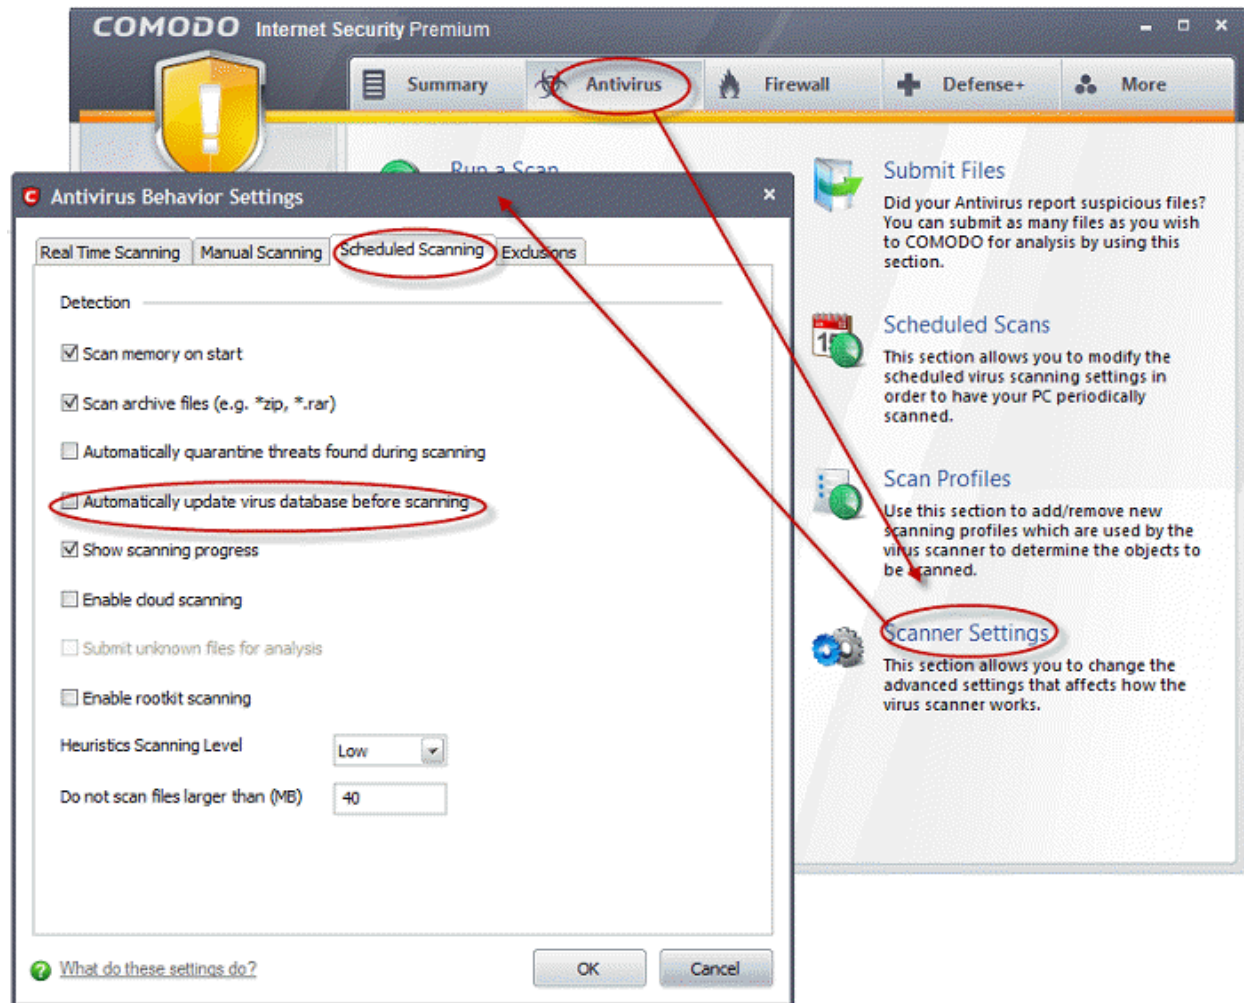 COMODO Internet Security Premium
Summary
Antivirus
Firewall
Defense+
More
Run a Scan
Submit Files
Did your Antivirus report suspicious files?
You can submit as many files as you wish
to COMODO for analysis by using this
section.
Scheduled Scans
This section allows you to modify the
scheduled virus scanning settings in
order to have your PC periodically
scanned.
Scan Profiles
Use this section to add/remove new
scanning profiles which are used by the
virus scanner to determine the objects to
be scanned.
Scanner Settings
This section allows you to change the
advanced settings that affects how the
virus scanner works.
Antivirus Behavior Settings
Real Time Scanning
Manual Scanning
Scheduled Scanning
Exclusions
Detection
Scan memory on start
Scan archive files (e.g. *zip, *.rar)
Automatically quarantine threats found during scanning
Automatically update virus database before scanning
Show scanning progress
Enable cloud scanning
Submit unknown files for analysis
Enable rootkit scanning
Heuristics Scanning Level
Low
Do not scan files larger than (MB)
40
What do these settings do?
OK
Cancel